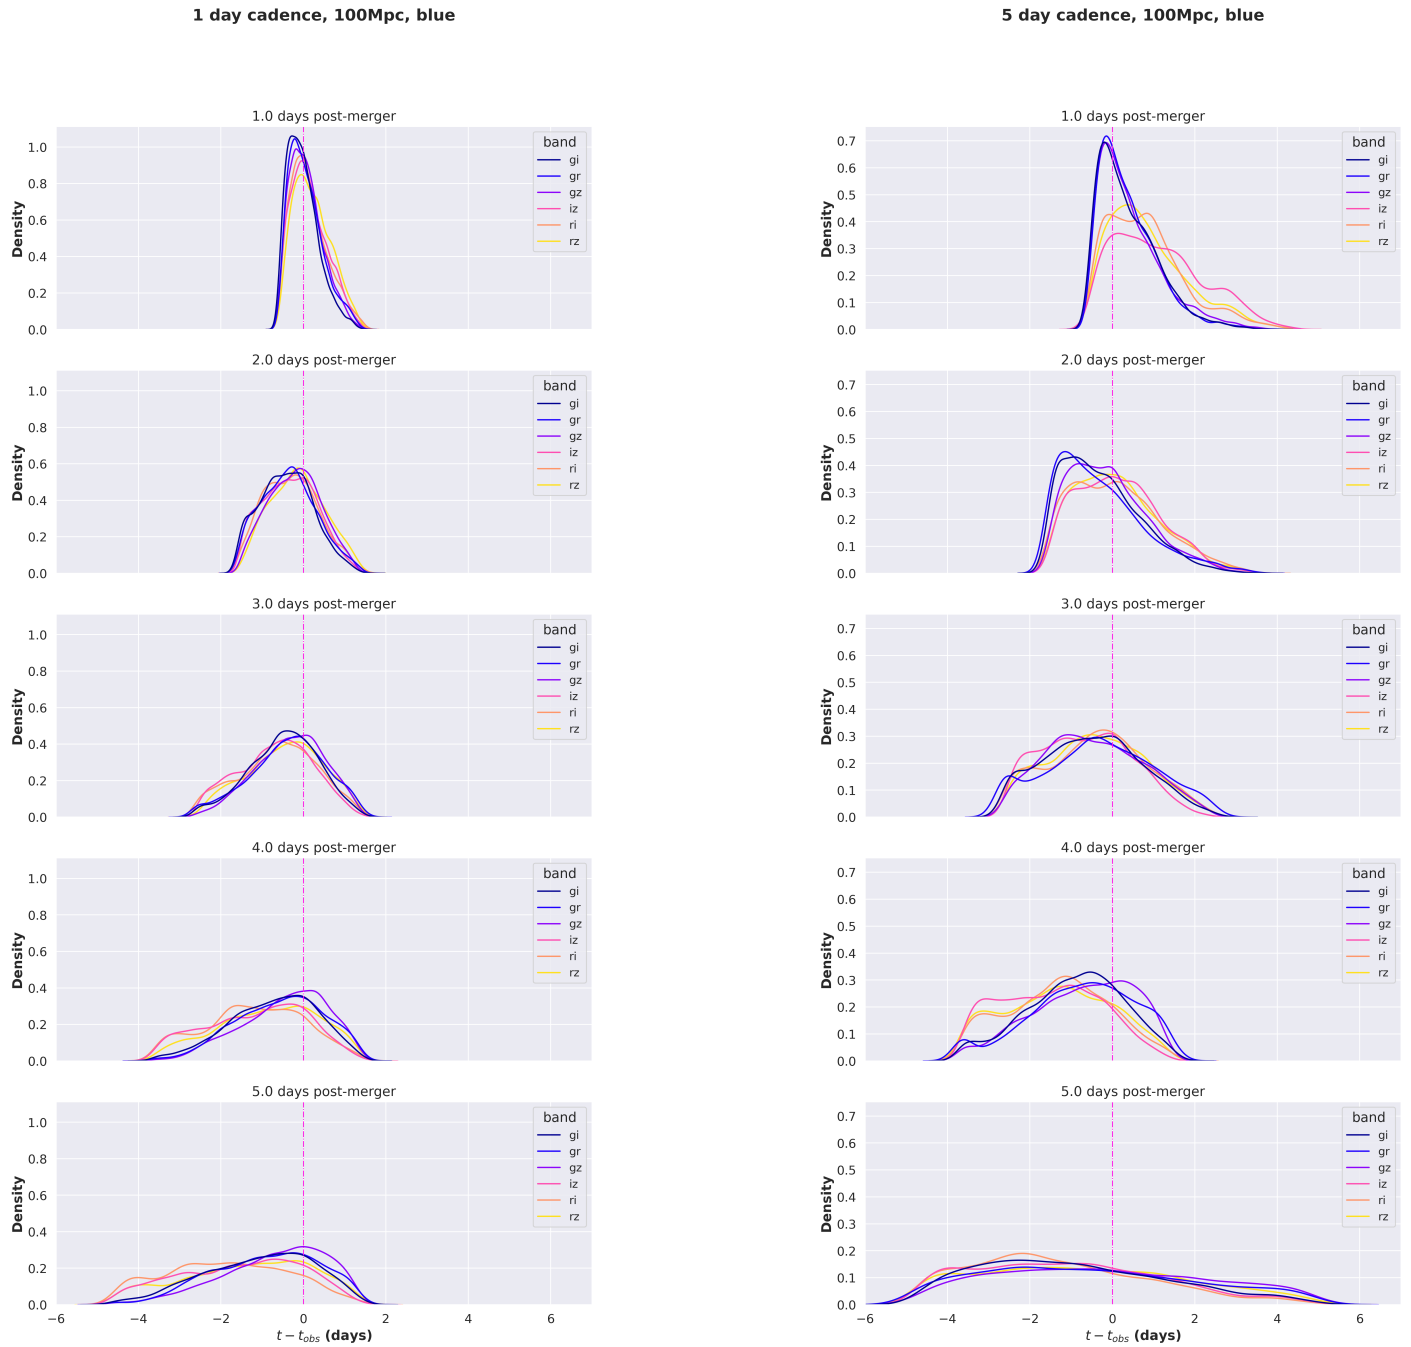 1 day cadence, 100Mpc, blue
1.0 days post-merger
Density
1.0
0.8
0.6
0.4
0.2
0.0
band
gi
gr
gz
iz
ri
rz
2.0 days post-merger
Density
1.0
0.8
0.6
0.4
0.2
0.0
band
gi
gr
gz
iz
ri
rz
3.0 days post-merger
Density
1.0
0.8
0.6
0.4
0.2
0.0
band
gi
gr
gz
iz
ri
rz
4.0 days post-merger
Density
1.0
0.8
0.6
0.4
0.2
0.0
band
gi
gr
gz
iz
ri
rz
5.0 days post-merger
Density
1.0
0.8
0.6
0.4
0.2
0.0
band
gi
gr
gz
iz
ri
rz
−6 −4 −2 0 2 4 6
t − t_obs (days)
5 day cadence, 100Mpc, blue
1.0 days post-merger
Density
0.7
0.6
0.5
0.4
0.3
0.2
0.1
0.0
band
gi
gr
gz
iz
ri
rz
2.0 days post-merger
Density
0.7
0.6
0.5
0.4
0.3
0.2
0.1
0.0
band
gi
gr
gz
iz
ri
rz
3.0 days post-merger
Density
0.7
0.6
0.5
0.4
0.3
0.2
0.1
0.0
band
gi
gr
gz
iz
ri
rz
4.0 days post-merger
Density
0.7
0.6
0.5
0.4
0.3
0.2
0.1
0.0
band
gi
gr
gz
iz
ri
rz
5.0 days post-merger
Density
0.7
0.6
0.5
0.4
0.3
0.2
0.1
0.0
band
gi
gr
gz
iz
ri
rz
−6 −4 −2 0 2 4 6
t − t_obs (days)